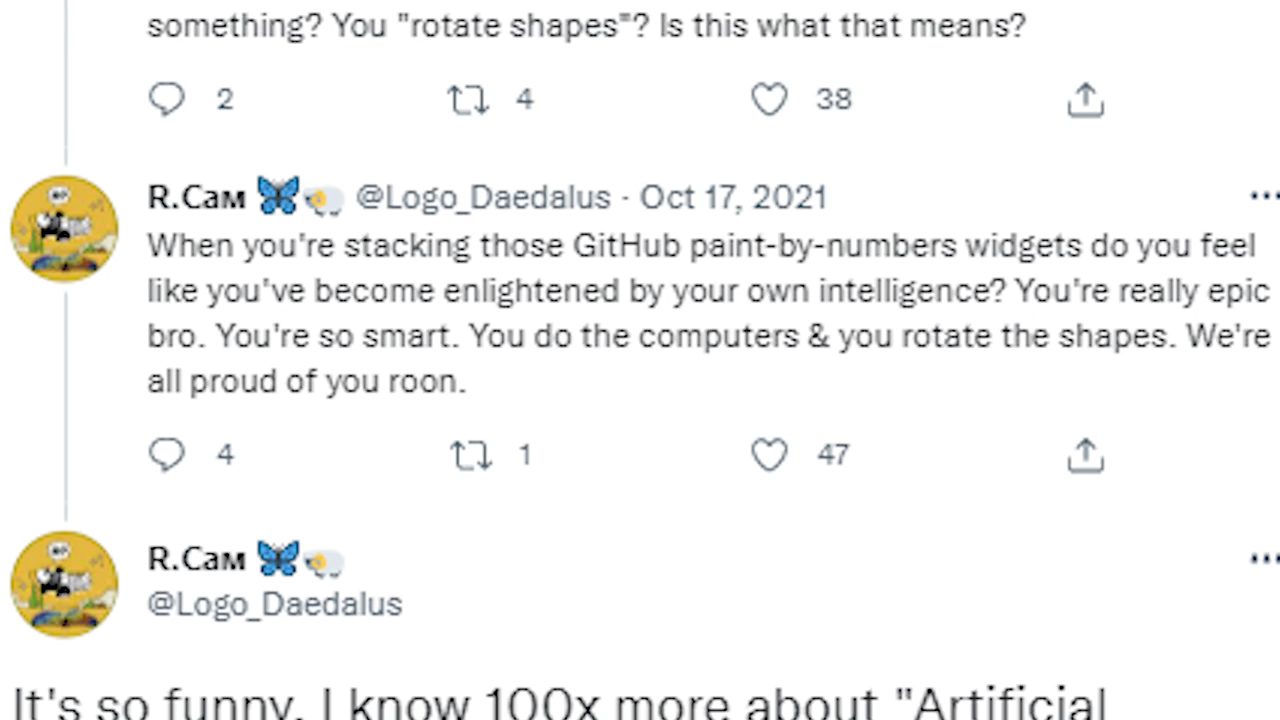 something? You "rotate shapes"? Is this what that means?
2 4 38
R.Cам 🦋🐑 @Logo_Daedalus · Oct 17, 2021
When you're stacking those GitHub paint-by-numbers widgets do you feel
like you've become enlightened by your own intelligence? You're really epic
bro. You're so smart. You do the computers & you rotate the shapes. We're
all proud of you roon.
4 1 47
R.Cам 🦋🐑
@Logo_Daedalus
It's so funny. I know 100x more about "Artificial